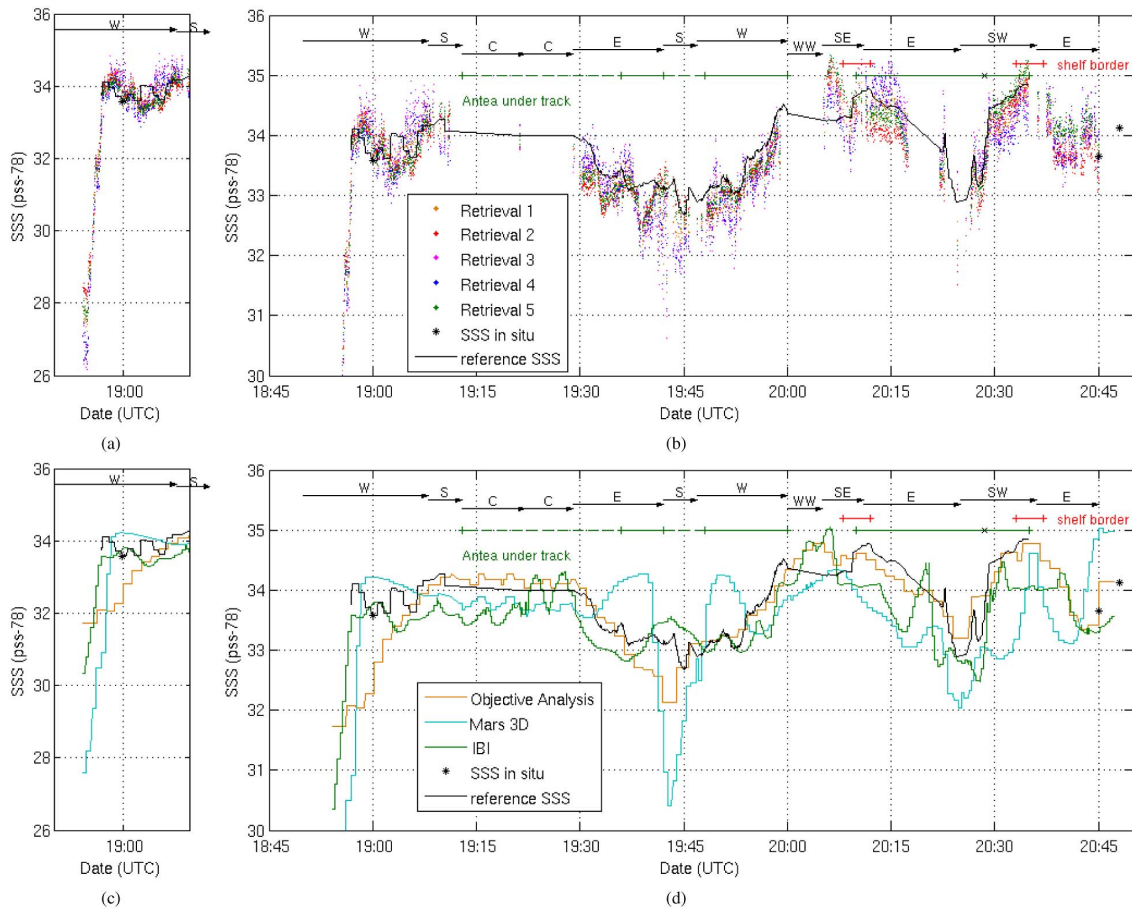 36
34
32
30
28
26
SSS (pss-78)
W
S
19:00
Date (UTC)
(a)
36
35
34
33
32
31
30
SSS (pss-78)
W
S
C
C
E
S
W
WW
SE
E
SW
E
shelf border
Antea under track
Retrieval 1
Retrieval 2
Retrieval 3
Retrieval 4
Retrieval 5
SSS in situ
reference SSS
18:45
19:00
19:15
19:30
19:45
20:00
20:15
20:30
20:45
Date (UTC)
(b)
36
34
32
30
28
26
SSS (pss-78)
W
S
19:00
Date (UTC)
(c)
36
35
34
33
32
31
30
SSS (pss-78)
W
S
C
C
E
S
W
WW
SE
E
SW
E
shelf border
Antea under track
Objective Analysis
Mars 3D
IBI
SSS in situ
reference SSS
18:45
19:00
19:15
19:30
19:45
20:00
20:15
20:30
20:45
Date (UTC)
(d)